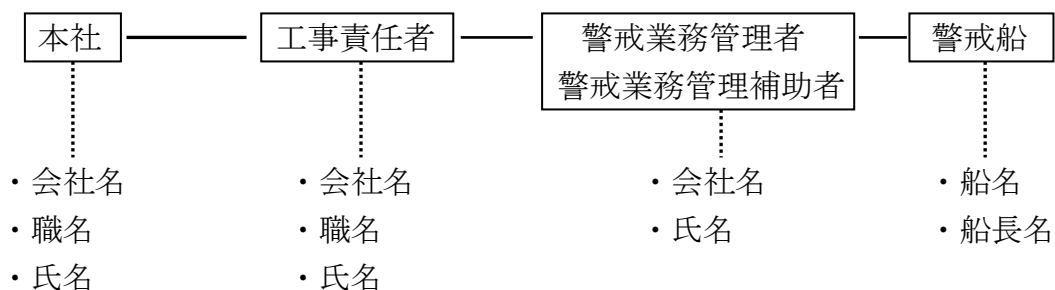 本社
工事責任者
警戒業務管理者
警戒業務管理補助者
警戒船
・会社名
・職名
・氏名
・会社名
・職名
・氏名
・会社名
・氏名
・船名
・船長名